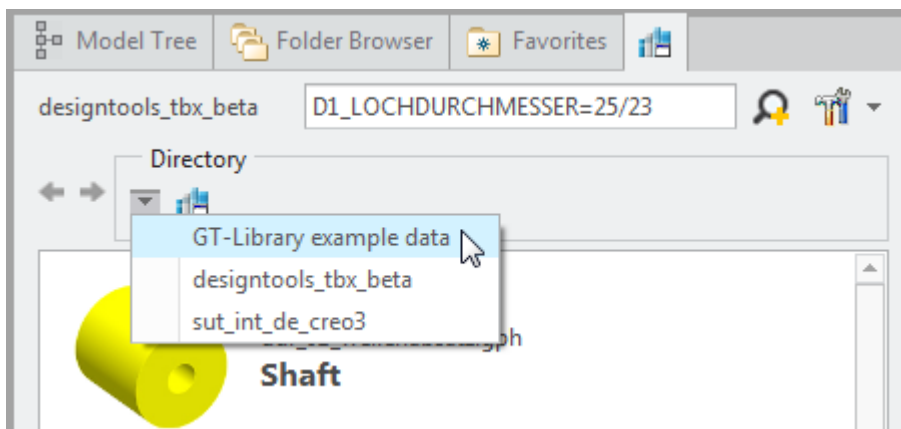 Model Tree
Folder Browser
Favorites
designtools_tbx_beta
D1_LOCHDURCHMESSER=25/23
Directory
GT-Library example data
designtools_tbx_beta
sut_int_de_creo3
Shaft